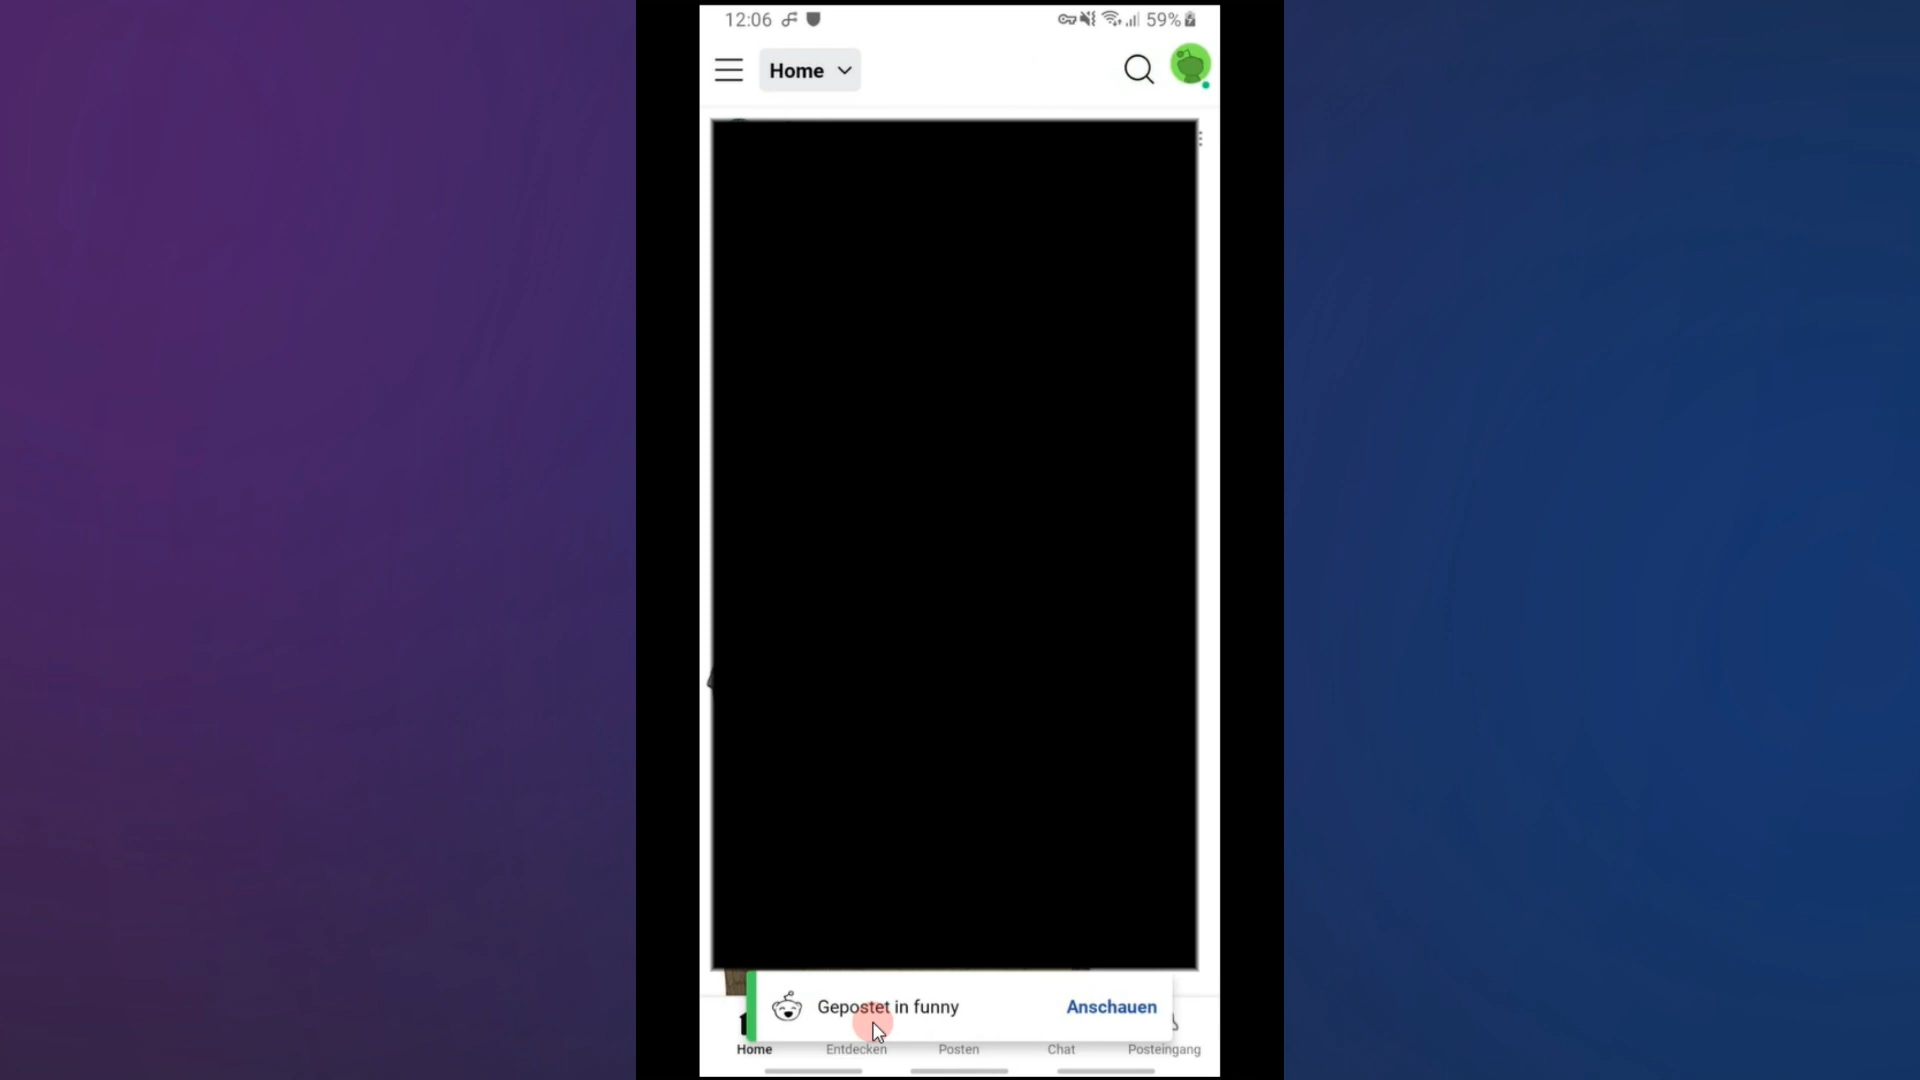 12:06 59%
Home
Gepostet in funny Anschauen
Home Entdecken Posten Chat Posteingang